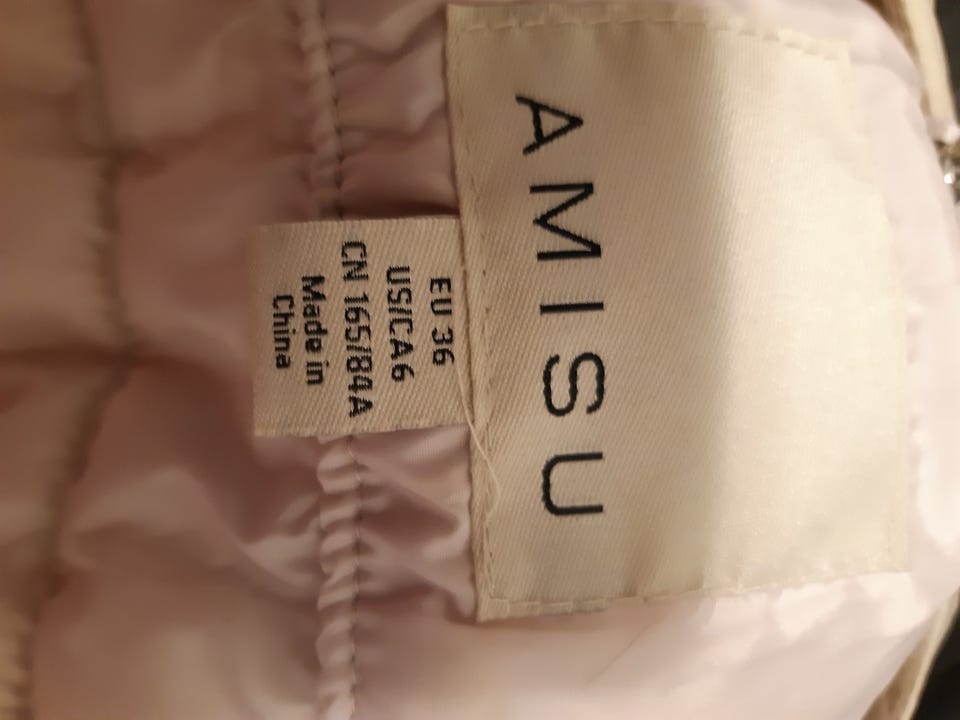 AMISU
EU 36
US/CA 6
CN 165/84A
Made in
China